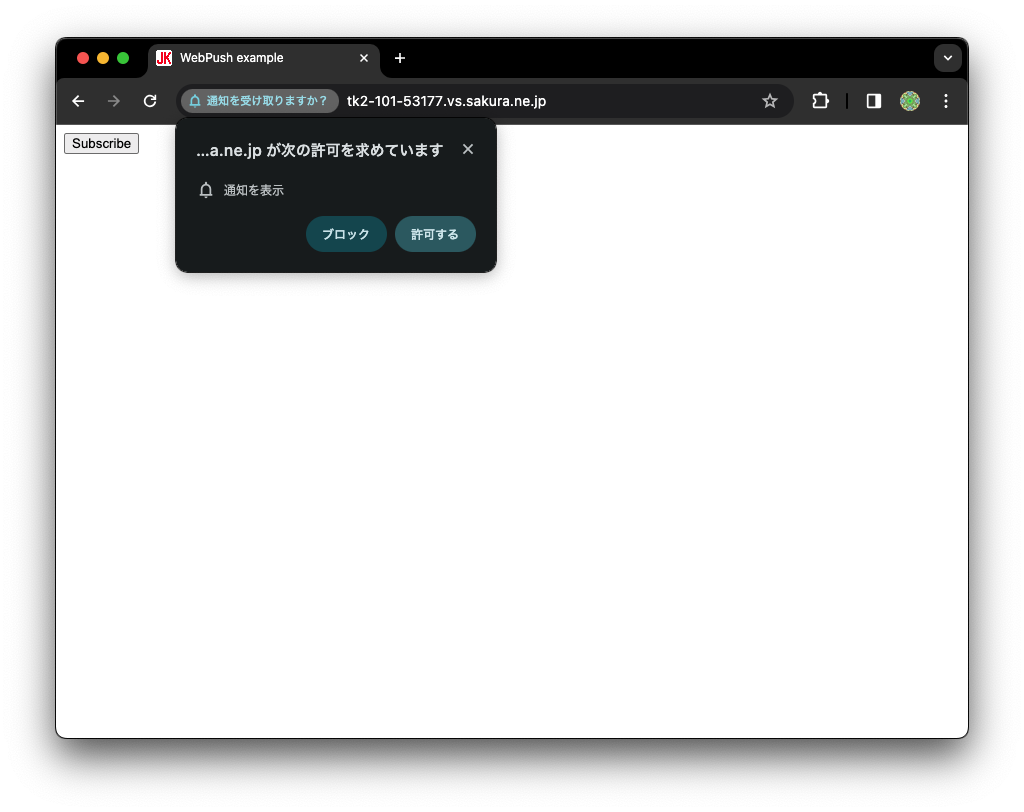 JK WebPush example
通知を受け取りますか？ tk2-101-53177.vs.sakura.ne.jp
Subscribe
...a.ne.jp が次の許可を求めています
通知を表示
ブロック 許可する